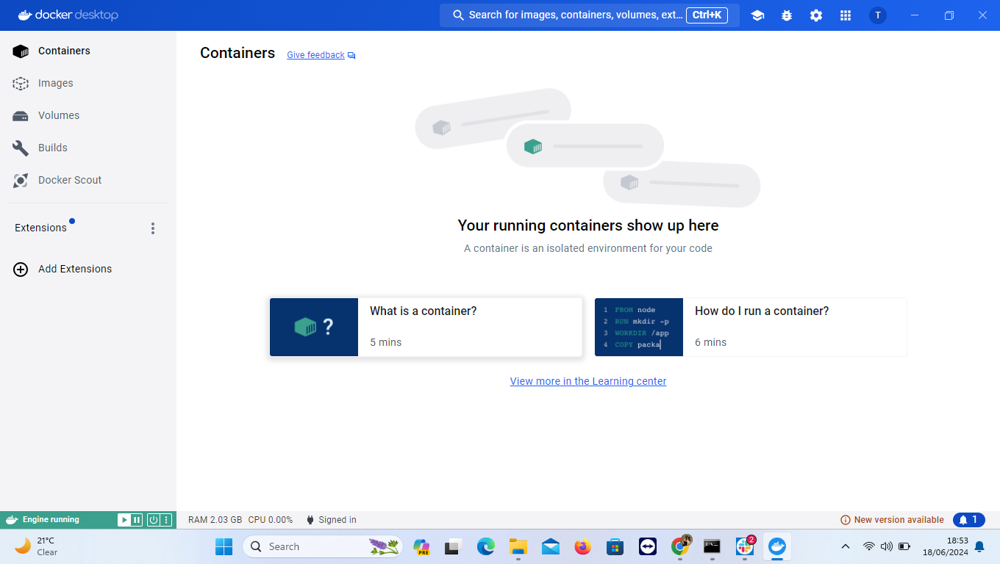 docker desktop
Search for images, containers, volumes, ext... Ctrl+K
T
Containers
Images
Volumes
Builds
Docker Scout
Extensions
Add Extensions
Containers Give feedback
Your running containers show up here
A container is an isolated environment for your code
?
What is a container?
5 mins
1 FROM node
2 RUN mkdir -p
3 WORKDIR /app
4 COPY packa
How do I run a container?
6 mins
View more in the Learning center
Engine running
RAM 2.03 GB CPU 0.00% Signed in
New version available
1
21°C
Clear
Search
PRE
2
18:53
18/06/2024